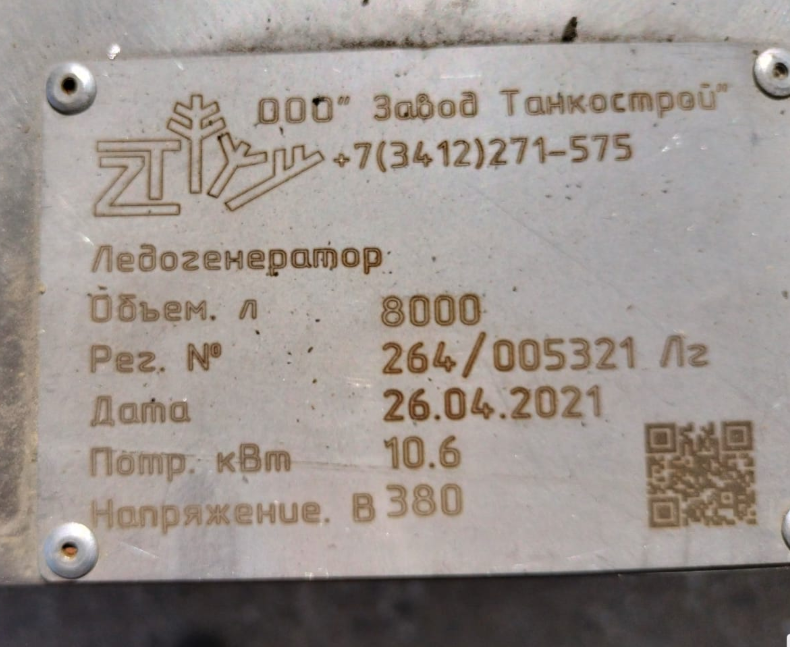 ООО" Завод Танкострой"
ZT
+7(3412)271-575
Ледогенератор
Объем. л 8000
Рег. № 264/005321 Лг
Дата 26.04.2021
Потр. кВт 10.6
Напряжение. В 380